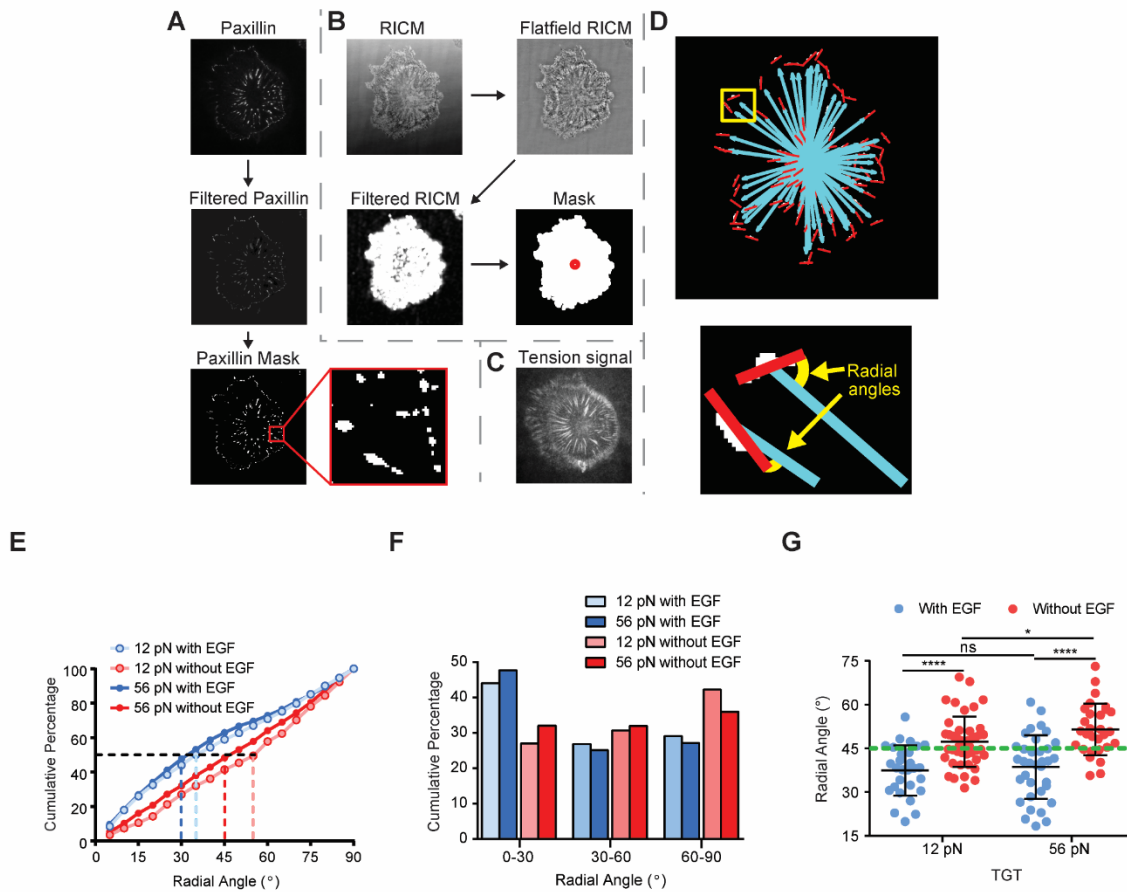 A
Paxillin
Filtered Paxillin
Paxillin Mask
B
RICM
Flatfield RICM
Filtered RICM
Mask
C
Tension signal
D
Radial
angles
E
12 pN with EGF
12 pN without EGF
56 pN with EGF
56 pN without EGF
Cumulative Percentage
100
80
60
40
20
0
0 15 30 45 60 75 90
Radial Angle (°)
F
12 pN with EGF
56 pN with EGF
12 pN without EGF
56 pN without EGF
Cumulative Percentage
50
40
30
20
10
0
0-30 30-60 60-90
Radial Angle (°)
G
With EGF Without EGF
*
ns
**** ****
Radial Angle (°)
75
60
45
30
15
12 pN 56 pN
TGT